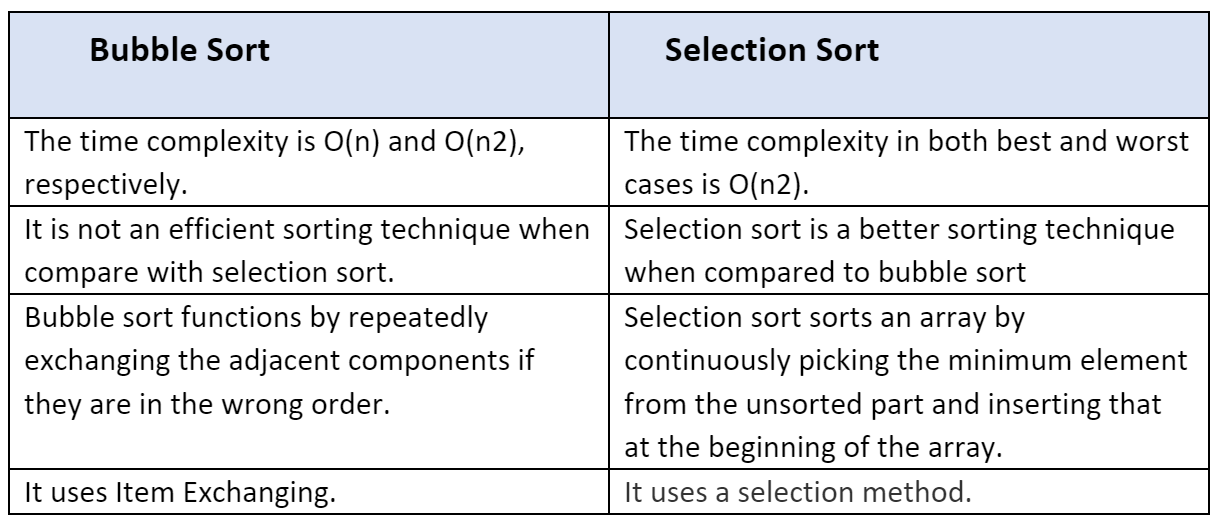 Bubble Sort
Selection Sort
The time complexity is O(n) and O(n2),
respectively.
The time complexity in both best and worst
cases is O(n2).
It is not an efficient sorting technique when
compare with selection sort.
Selection sort is a better sorting technique
when compared to bubble sort
Bubble sort functions by repeatedly
exchanging the adjacent components if
they are in the wrong order.
Selection sort sorts an array by
continuously picking the minimum element
from the unsorted part and inserting that
at the beginning of the array.
It uses Item Exchanging.
It uses a selection method.